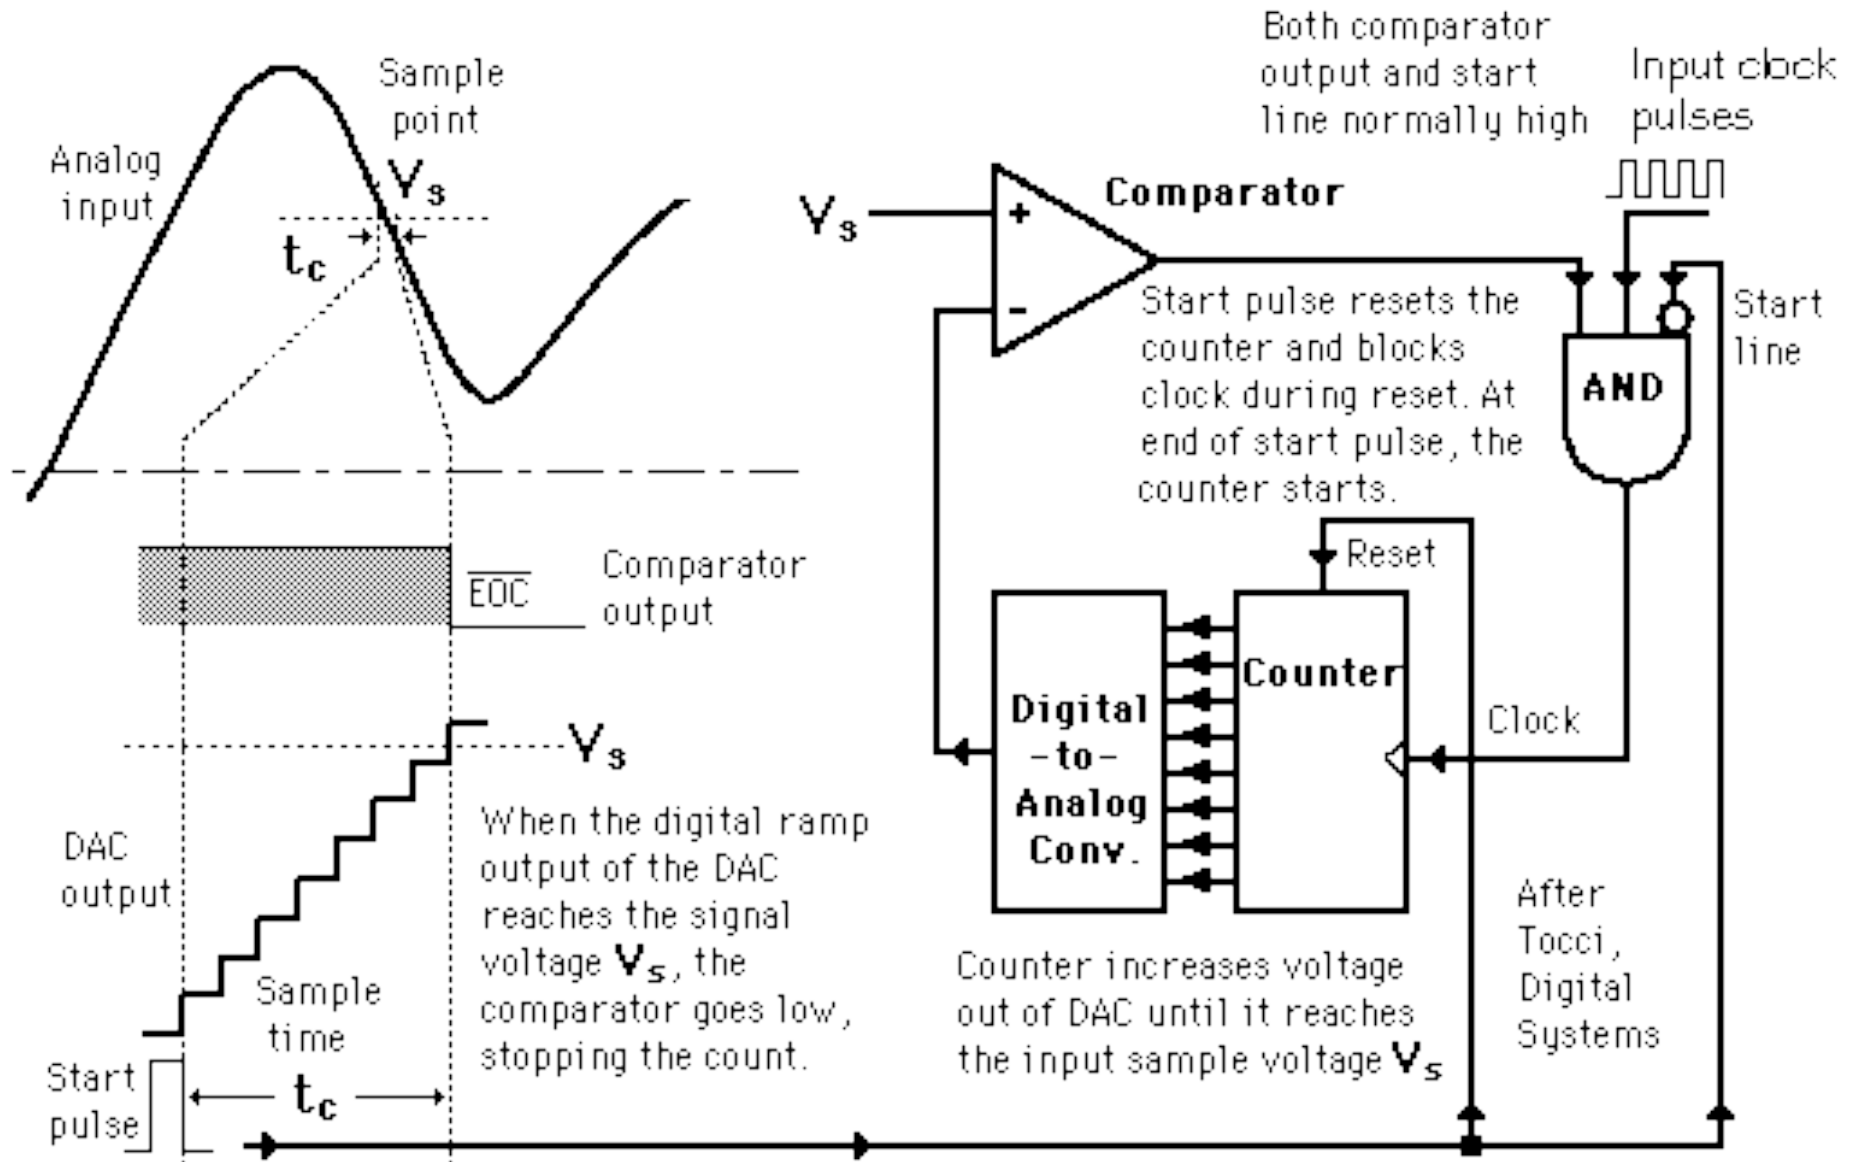 Analog
input
Sample
point
Vs
tc
EOC
Comparator
output
Vs
DAC
output
Sample
time
Start
pulse
tc
When the digital ramp
output of the DAC
reaches the signal
voltage Vs, the
comparator goes low,
stopping the count.
Both comparator
output and start
line normally high
Input clock
pulses
Vs
+
-
Comparator
Start pulse resets the
counter and blocks
clock during reset. At
end of start pulse, the
counter starts.
AND
Start
line
Reset
Digital
-to-
Analog
Conv.
Counter
Clock
Counter increases voltage
out of DAC until it reaches
the input sample voltage Vs
After
Tocci,
Digital
Systems